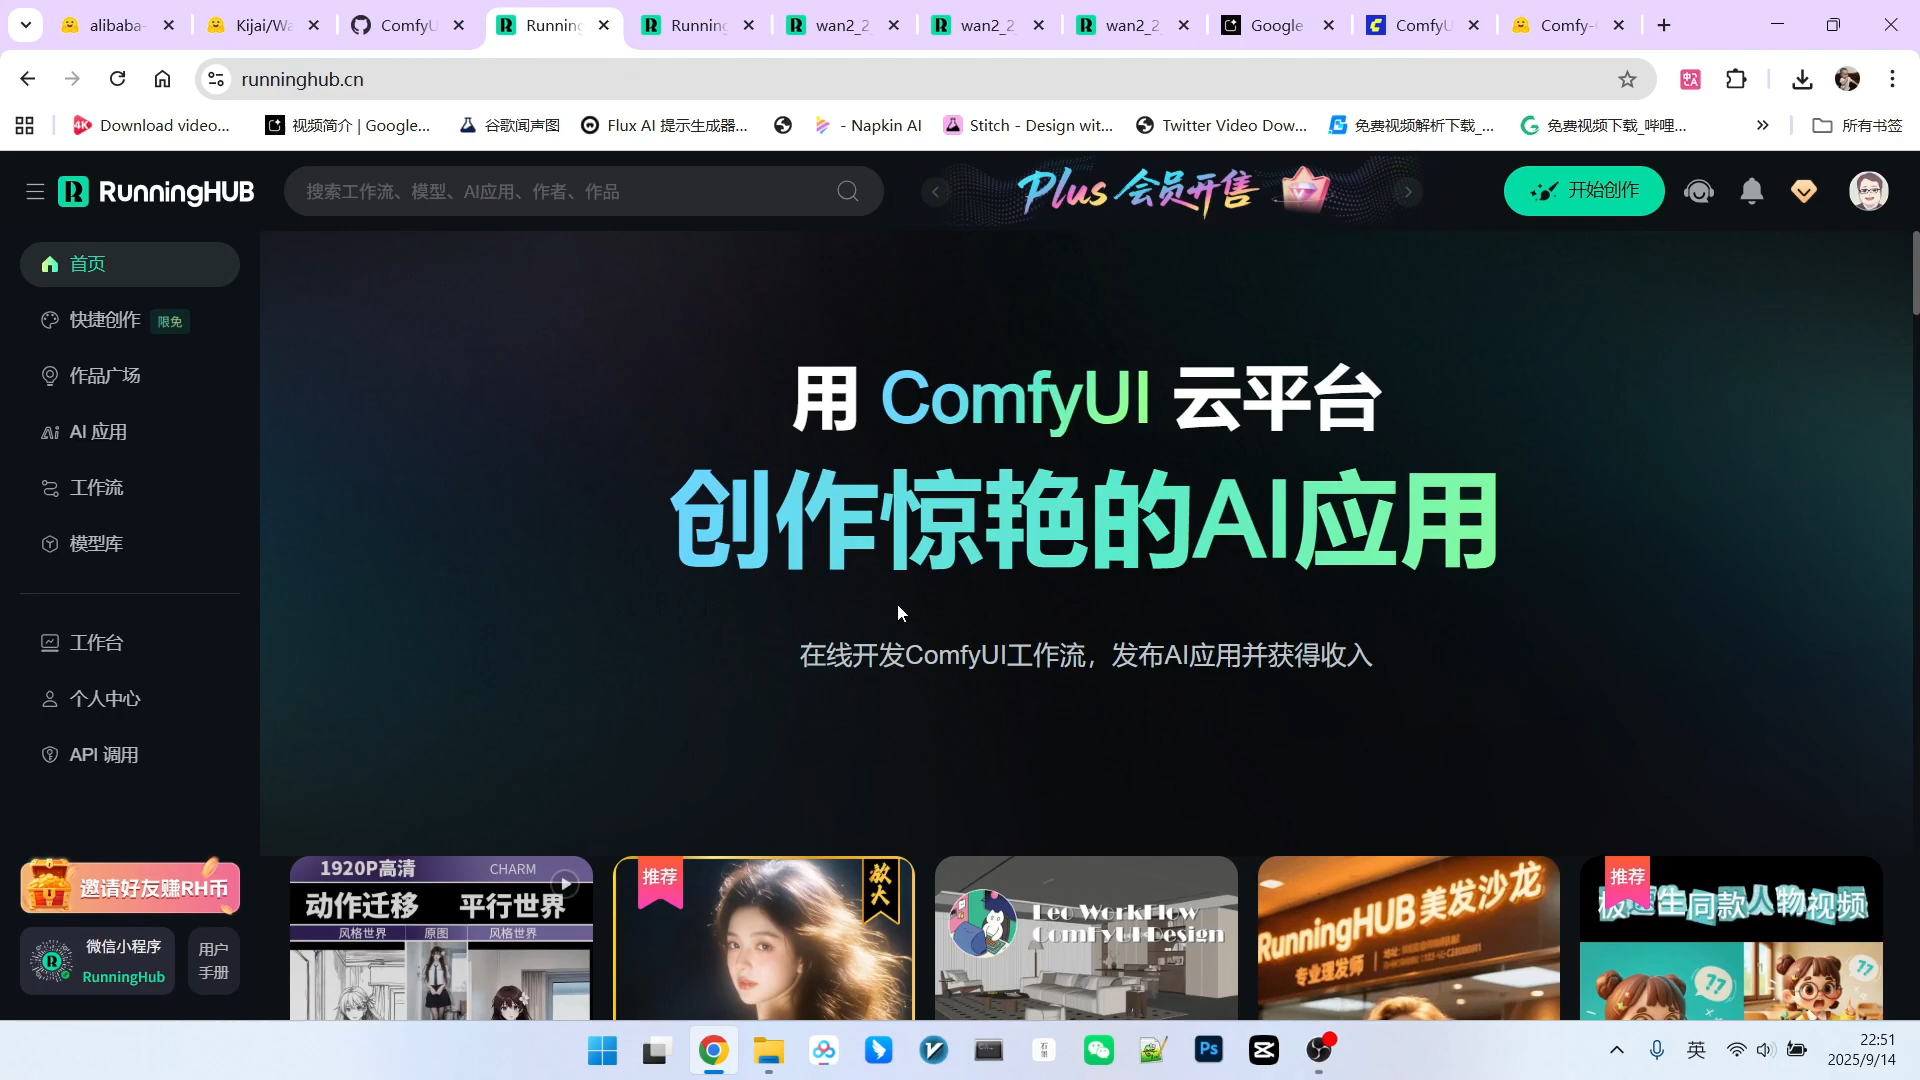 alibaba-
Kijai/Wa
ComfyU
Running
Running
wan2_2
wan2_2
wan2_2
Google
ComfyU
Comfy-
runninghub.cn
Download video...
视频简介 | Google...
谷歌闻声图
Flux AI 提示生成器...
- Napkin AI
Stitch - Design wit...
Twitter Video Dow...
免费视频解析下载_...
免费视频下载_哔哩...
所有书签
RunningHUB
搜索工作流、模型、AI应用、作者、作品
Plus 会员开售
开始创作
首页
快捷创作 限免
作品广场
AI 应用
工作流
模型库
工作台
个人中心
API 调用
邀请好友赚RH币
微信小程序
RunningHub
用户
手册
用 ComfyUI 云平台
创作惊艳的AI应用
在线开发ComfyUI工作流，发布AI应用并获得收入
1920P高清 CHARM
动作迁移 平行世界
风格世界 原图 风格世界
推荐
放大
Leo WorkFlow
ComFyUI-Design
RunningHUB 美发沙龙
专业理发师
推荐
生同款人物视频
77
77
英
22:51
2025/9/14
石墨
Ps